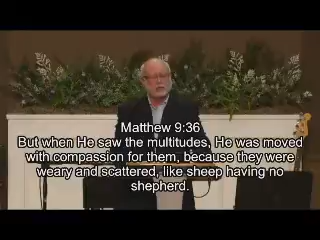 Matthew 9:36
But when He saw the multitudes, He was moved
with compassion for them, because they were
weary and scattered, like sheep having no
shepherd.